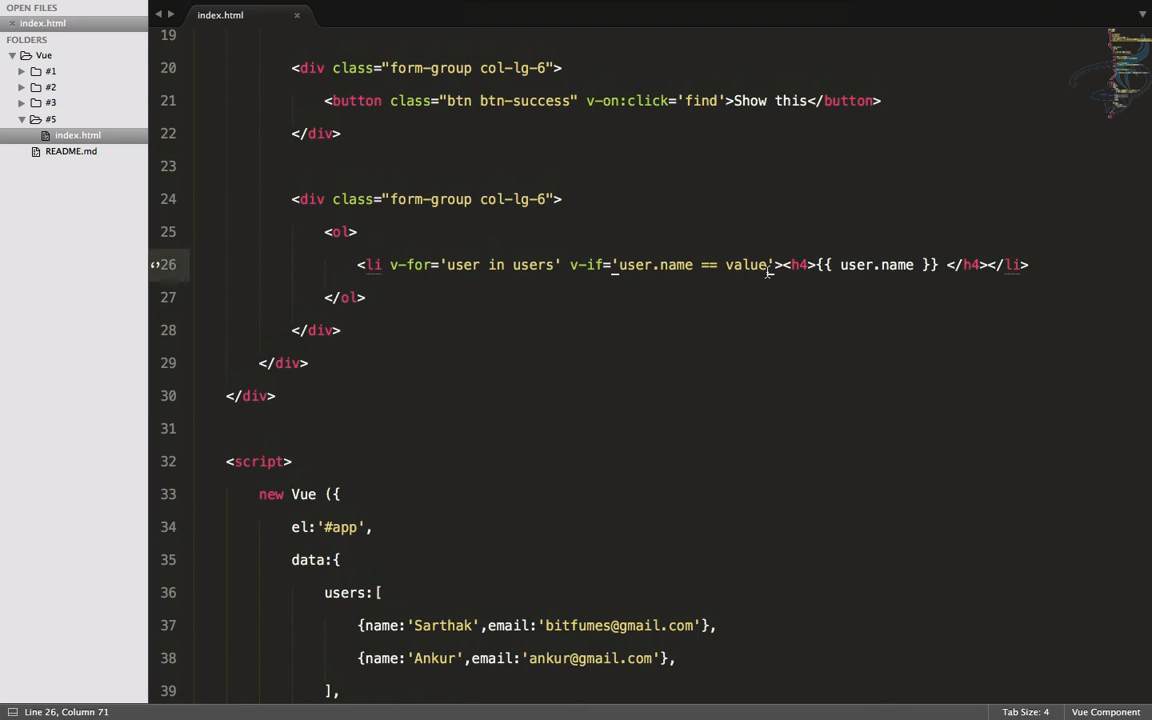 OPEN FILES
index.html
FOLDERS
Vue
#1
#2
#3
#5
index.html
README.md
index.html
19
20 <div class="form-group col-lg-6">
21 <button class="btn btn-success" v-on:click='find'>Show this</button>
22 </div>
23
24 <div class="form-group col-lg-6">
25 <ol>
26 <li v-for='user in users' v-if='user.name == value'><h4>{{ user.name }} </h4></li>
27 </ol>
28 </div>
29 </div>
30 </div>
31
32 <script>
33 new Vue ({
34 el:'#app',
35 data:{
36 users:[
37 {name:'Sarthak',email:'bitfumes@gmail.com'},
38 {name:'Ankur',email:'ankur@gmail.com'},
39 ],
Line 26, Column 71
Tab Size: 4
Vue Component